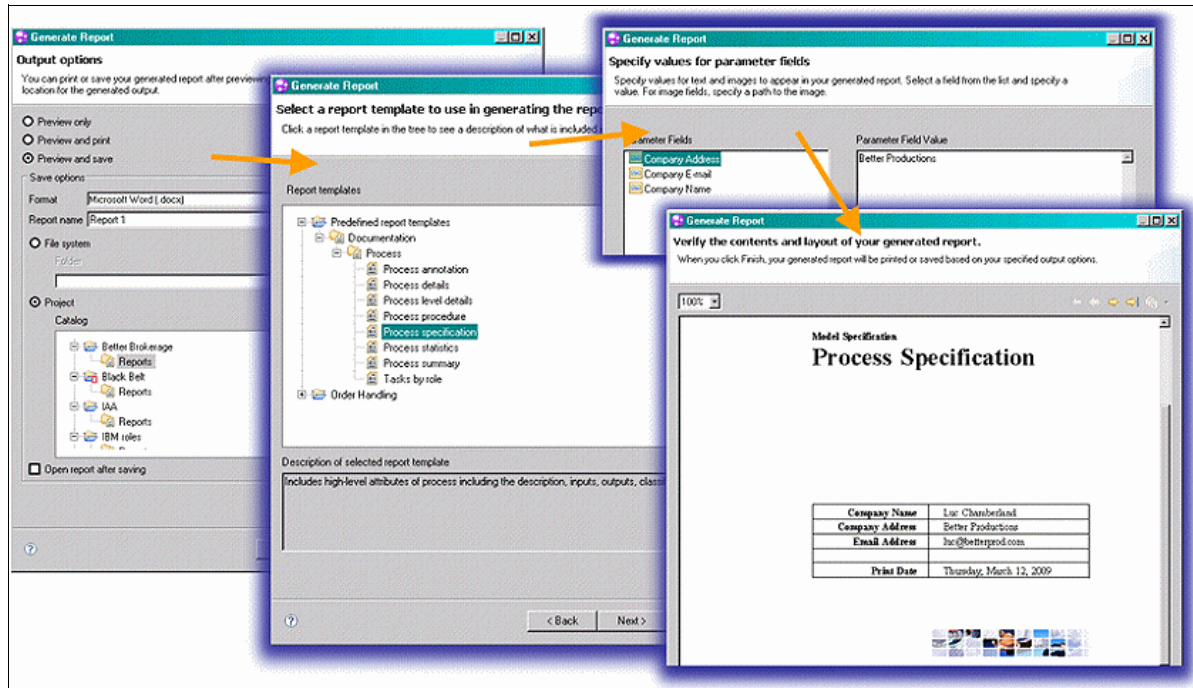 Generate Report
Output options
You can print or save your generated report after previewing
location for the generated output.
Preview only
Preview and print
Preview and save
Save options
Format Microsoft Word (.docx)
Report name Report 1
File system
Folder
Project
Catalog
Better Brokerage
Reports
Black Belt
Reports
IAA
Reports
IBM roles
Open report after saving
Generate Report
Select a report template to use in generating the repo
Click a report template in the tree to see a description of what is included
Report templates
Predefined report templates
Documentation
Process
Process annotation
Process details
Process level details
Process procedure
Process specification
Process statistics
Process summary
Tasks by role
Order Handling
Description of selected report template
Includes high-level attributes of process including the description, inputs, outputs, classi
< Back Next >
Generate Report
Specify values for parameter fields
Specify values for text and images to appear in your generated report. Select a field from the list and specify a
value. For image fields, specify a path to the image.
Parameter Fields Parameter Field Value
Company Address Better Productions
Company E-mail
Company Name
Generate Report
Verify the contents and layout of your generated report.
When you click Finish, your generated report will be printed or saved based on your specified output options.
100%
Model Specification
Process Specification
Company Name Luc Chamberland
Company Address Better Productions
Email Address luc@betterprod.com
Print Date Thursday, March 12, 2009